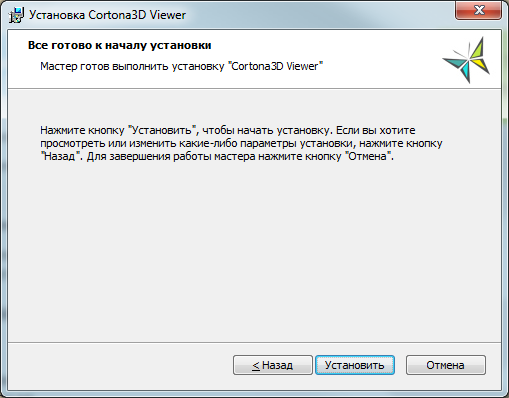 Установка Cortona3D Viewer
Все готово к началу установки
Мастер готов выполнить установку "Cortona3D Viewer"
Нажмите кнопку "Установить", чтобы начать установку. Если вы хотите
просмотреть или изменить какие-либо параметры установки, нажмите кнопку
"Назад". Для завершения работы мастера нажмите кнопку "Отмена".
< Назад
Установить
Отмена